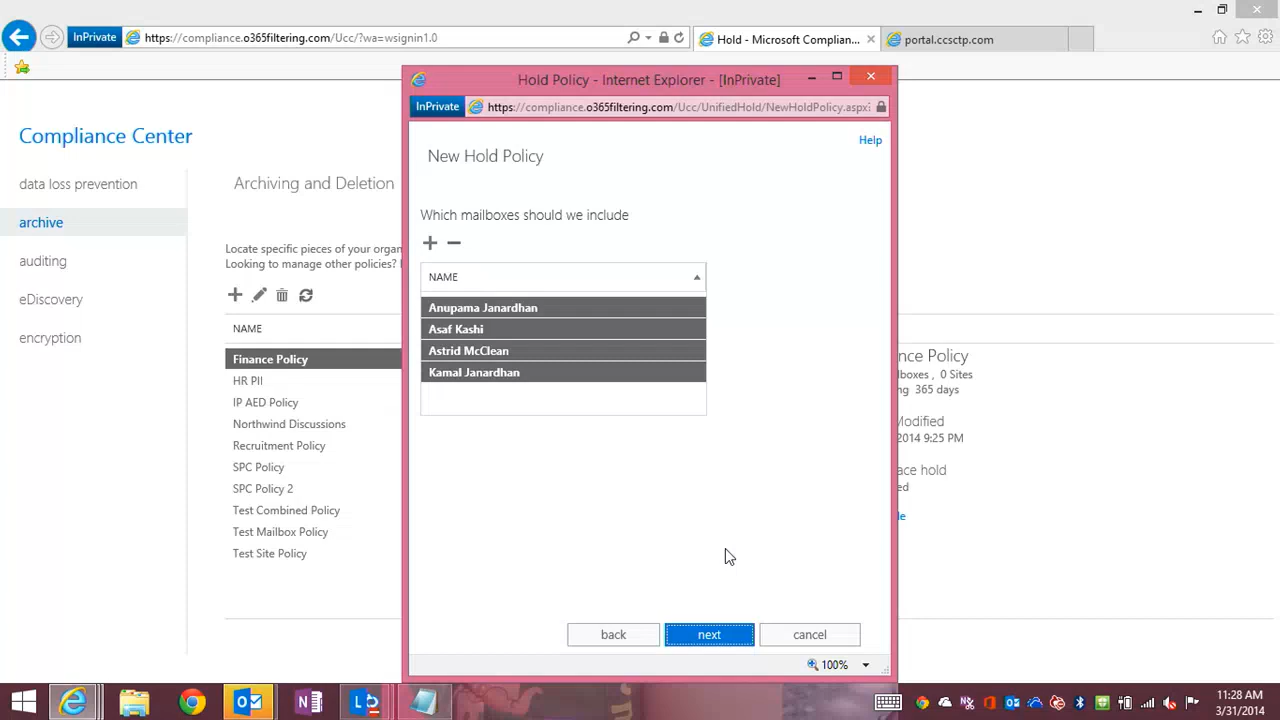 InPrivate
https://compliance.o365filtering.com/Ucc/?wa=wsignin1.0
Hold - Microsoft Complian...
portal.ccsctp.com
Hold Policy - Internet Explorer - [InPrivate]
InPrivate
https://compliance.o365filtering.com/Ucc/UnifiedHold/NewHoldPolicy.aspx?
Help
New Hold Policy
Which mailboxes should we include
NAME
Anupama Janardhan
Asaf Kashi
Astrid McClean
Kamal Janardhan
back
next
cancel
100%
Compliance Center
data loss prevention
archive
auditing
eDiscovery
encryption
Archiving and Deletion
Locate specific pieces of your organ
Looking to manage other policies?
NAME
Finance Policy
HR PII
IP AED Policy
Northwind Discussions
Recruitment Policy
SPC Policy
SPC Policy 2
Test Combined Policy
Test Mailbox Policy
Test Site Policy
nce Policy
lboxes , 0 Sites
ng 365 days
Modified
2014 9:25 PM
ace hold
ed
le
11:28 AM
3/31/2014